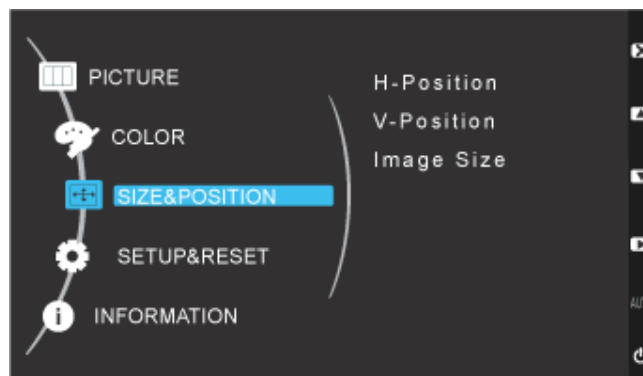 PICTURE
COLOR
SIZE&POSITION
SETUP&RESET
INFORMATION
H-Position
V-Position
Image Size